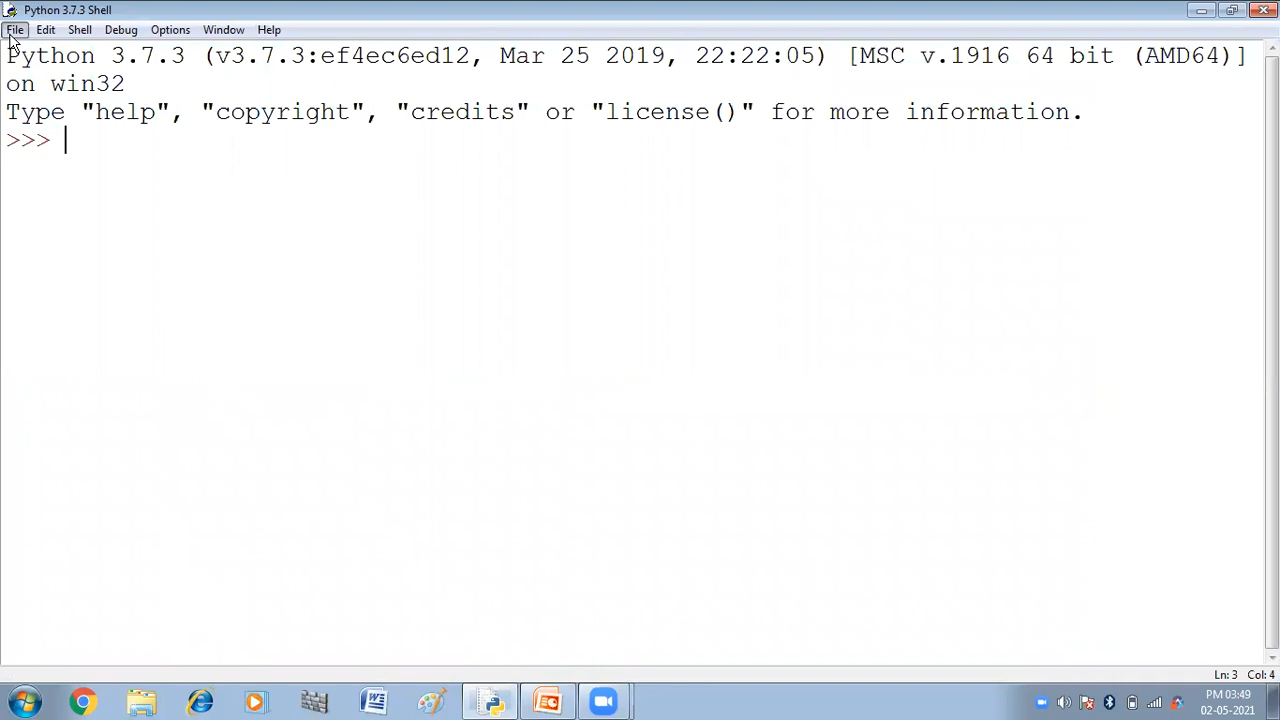 Python 3.7.3 Shell
File Edit Shell Debug Options Window Help
Python 3.7.3 (v3.7.3:ef4ec6ed12, Mar 25 2019, 22:22:05) [MSC v.1916 64 bit (AMD64)]
on win32
Type "help", "copyright", "credits" or "license()" for more information.
>>>
Ln: 3 Col: 4
PM 03:49
02-05-2021